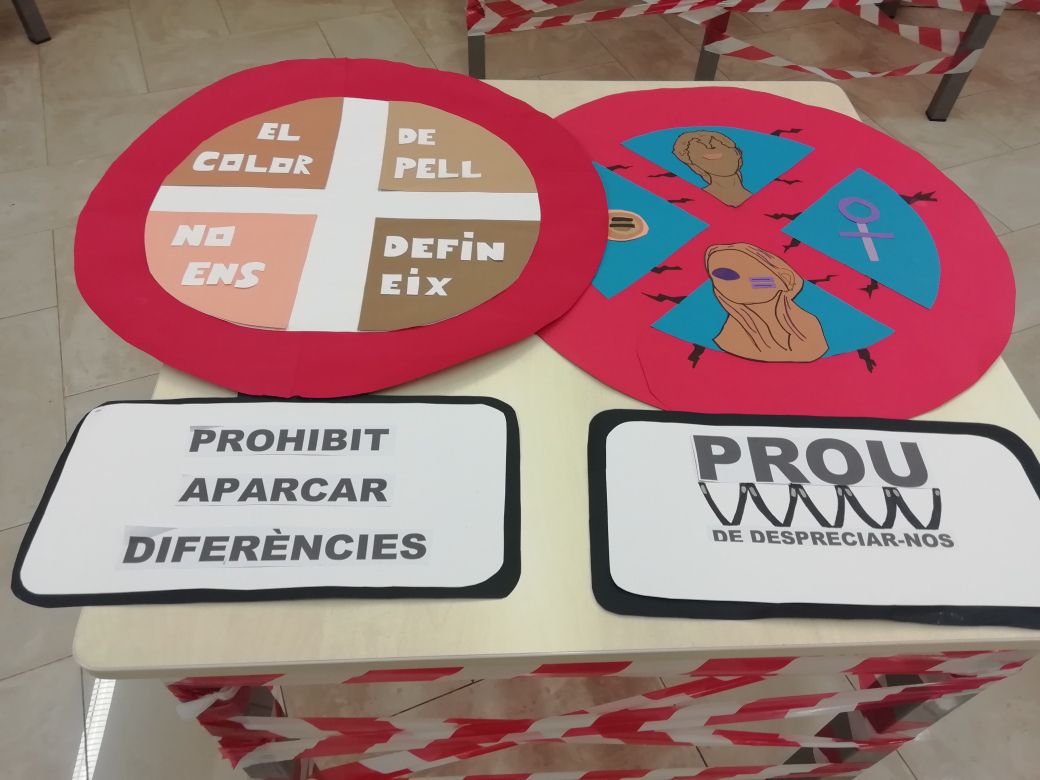 EL
COLOR
DE
PELL
NO
ENS
DEFiN
EiX
PROHIBIT
APARCAR
DIFERÈNCIES
PROU
DE DESPRECIAR-NOS